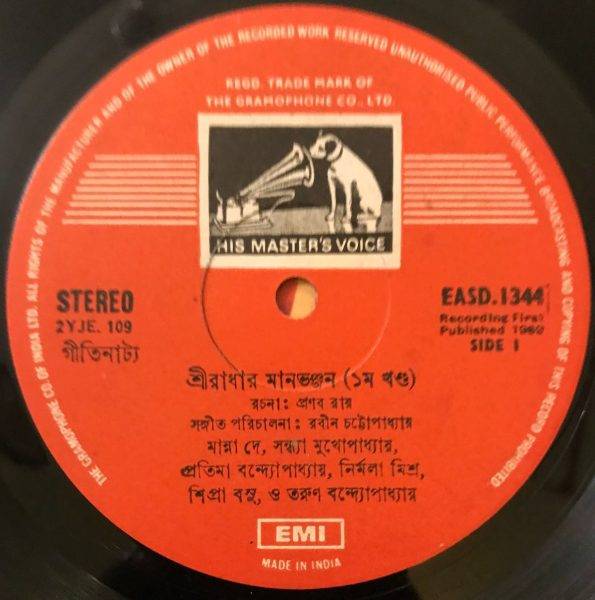 THE GRAMOPHONE CO. OF INDIA LTD. ALL RIGHTS OF THE MANUFACTURER AND OF THE OWNER OF THE RECORDED WORK RESERVED UNAUTHORISED PUBLIC PERFORMANCE BROADCASTING AND COPYING OF THIS RECORD PROHIBITED
REGD. TRADE MARK OF
THE GRAMOPHONE CO., LTD.
HIS MASTER'S VOICE
STEREO
2YJE. 109
গীতিনাট্য
EASD.1344
Recording First
Published 1980
SIDE 1
শ্রীরাধার মানভঞ্জন (১ম খণ্ড)
রচনা: প্রণব রায়
সঙ্গীত পরিচালনা: রবীন চট্টোপাধ্যায়
মান্না দে, সন্ধ্যা মুখোপাধ্যায়,
প্রতিমা বন্দ্যোপাধ্যায়, নির্মলা মিশ্র,
শিপ্রা বসু, ও তরুণ বন্দ্যোপাধ্যায়
EMI
MADE IN INDIA